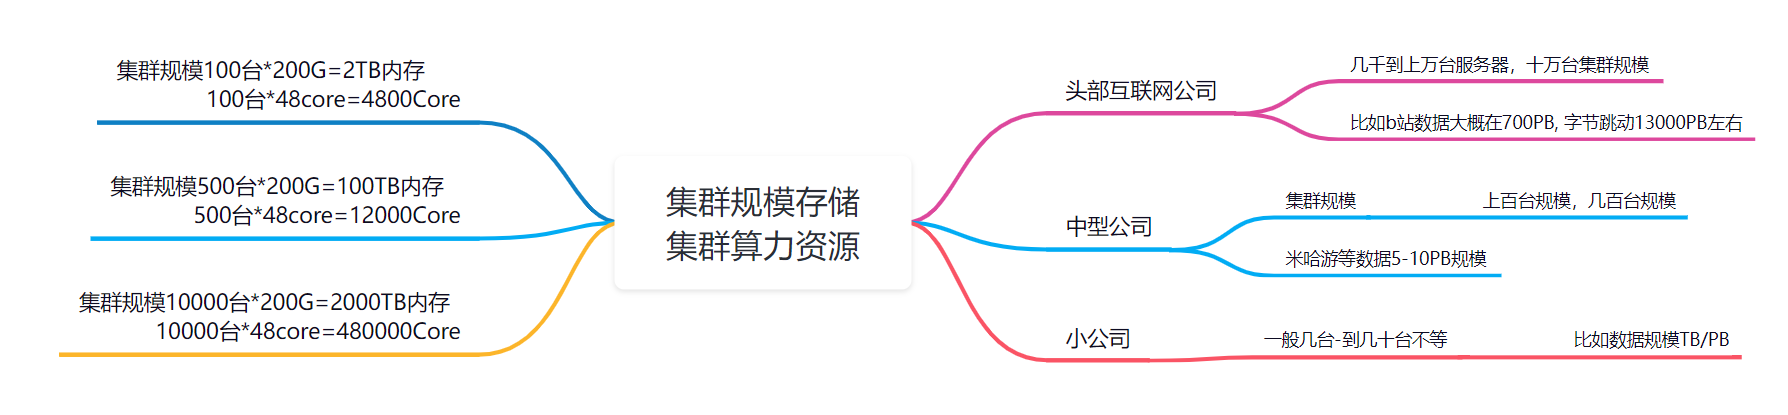 集群规模100台*200G=2TB内存
100台*48core=4800Core
集群规模500台*200G=100TB内存
500台*48core=12000Core
集群规模10000台*200G=2000TB内存
10000台*48core=480000Core
集群规模存储
集群算力资源
头部互联网公司
几千到上万台服务器，十万台集群规模
比如b站数据大概在700PB, 字节跳动13000PB左右
中型公司
集群规模
上百台规模，几百台规模
米哈游等数据5-10PB规模
小公司
一般几台-到几十台不等
比如数据规模TB/PB